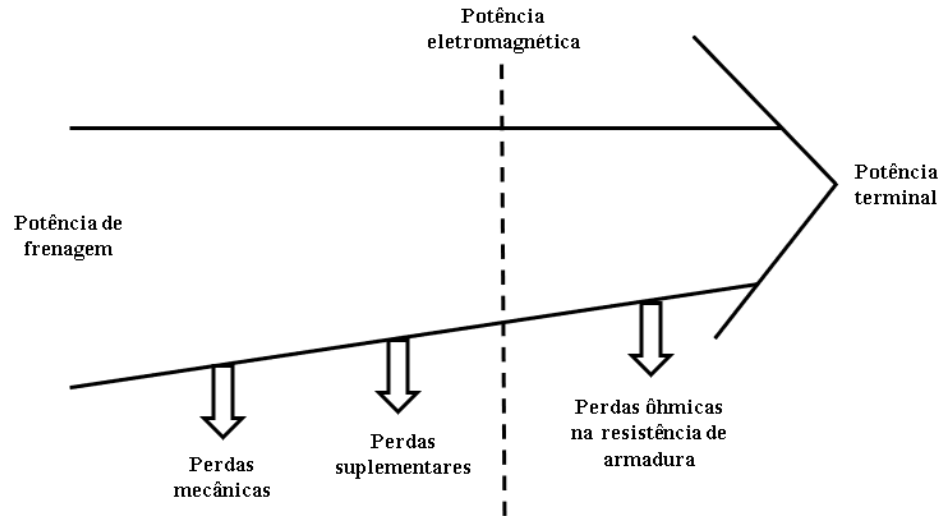 Potência
eletromagnética
Potência
terminal
Potência de
frenagem
Perdas
mecânicas
Perdas
suplementares
Perdas ôhmicas
na resistência de
armadura